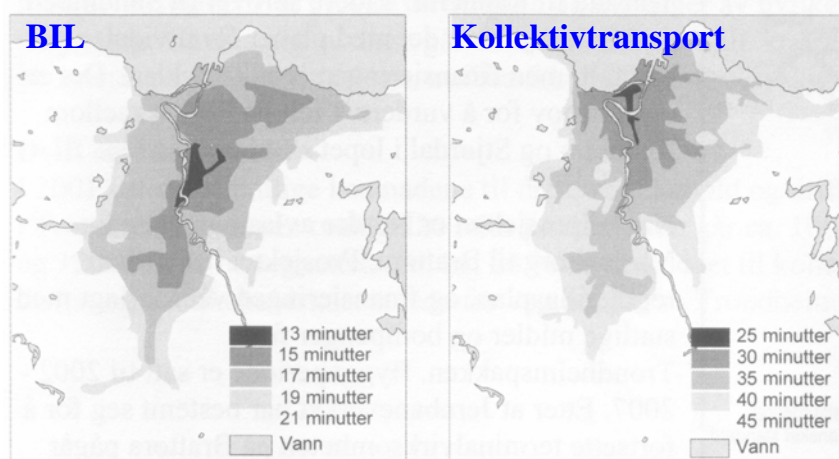 BIL
Kollektivtransport
13 minutter
15 minutter
17 minutter
19 minutter
21 minutter
Vann
25 minutter
30 minutter
35 minutter
40 minutter
45 minutter
Vann